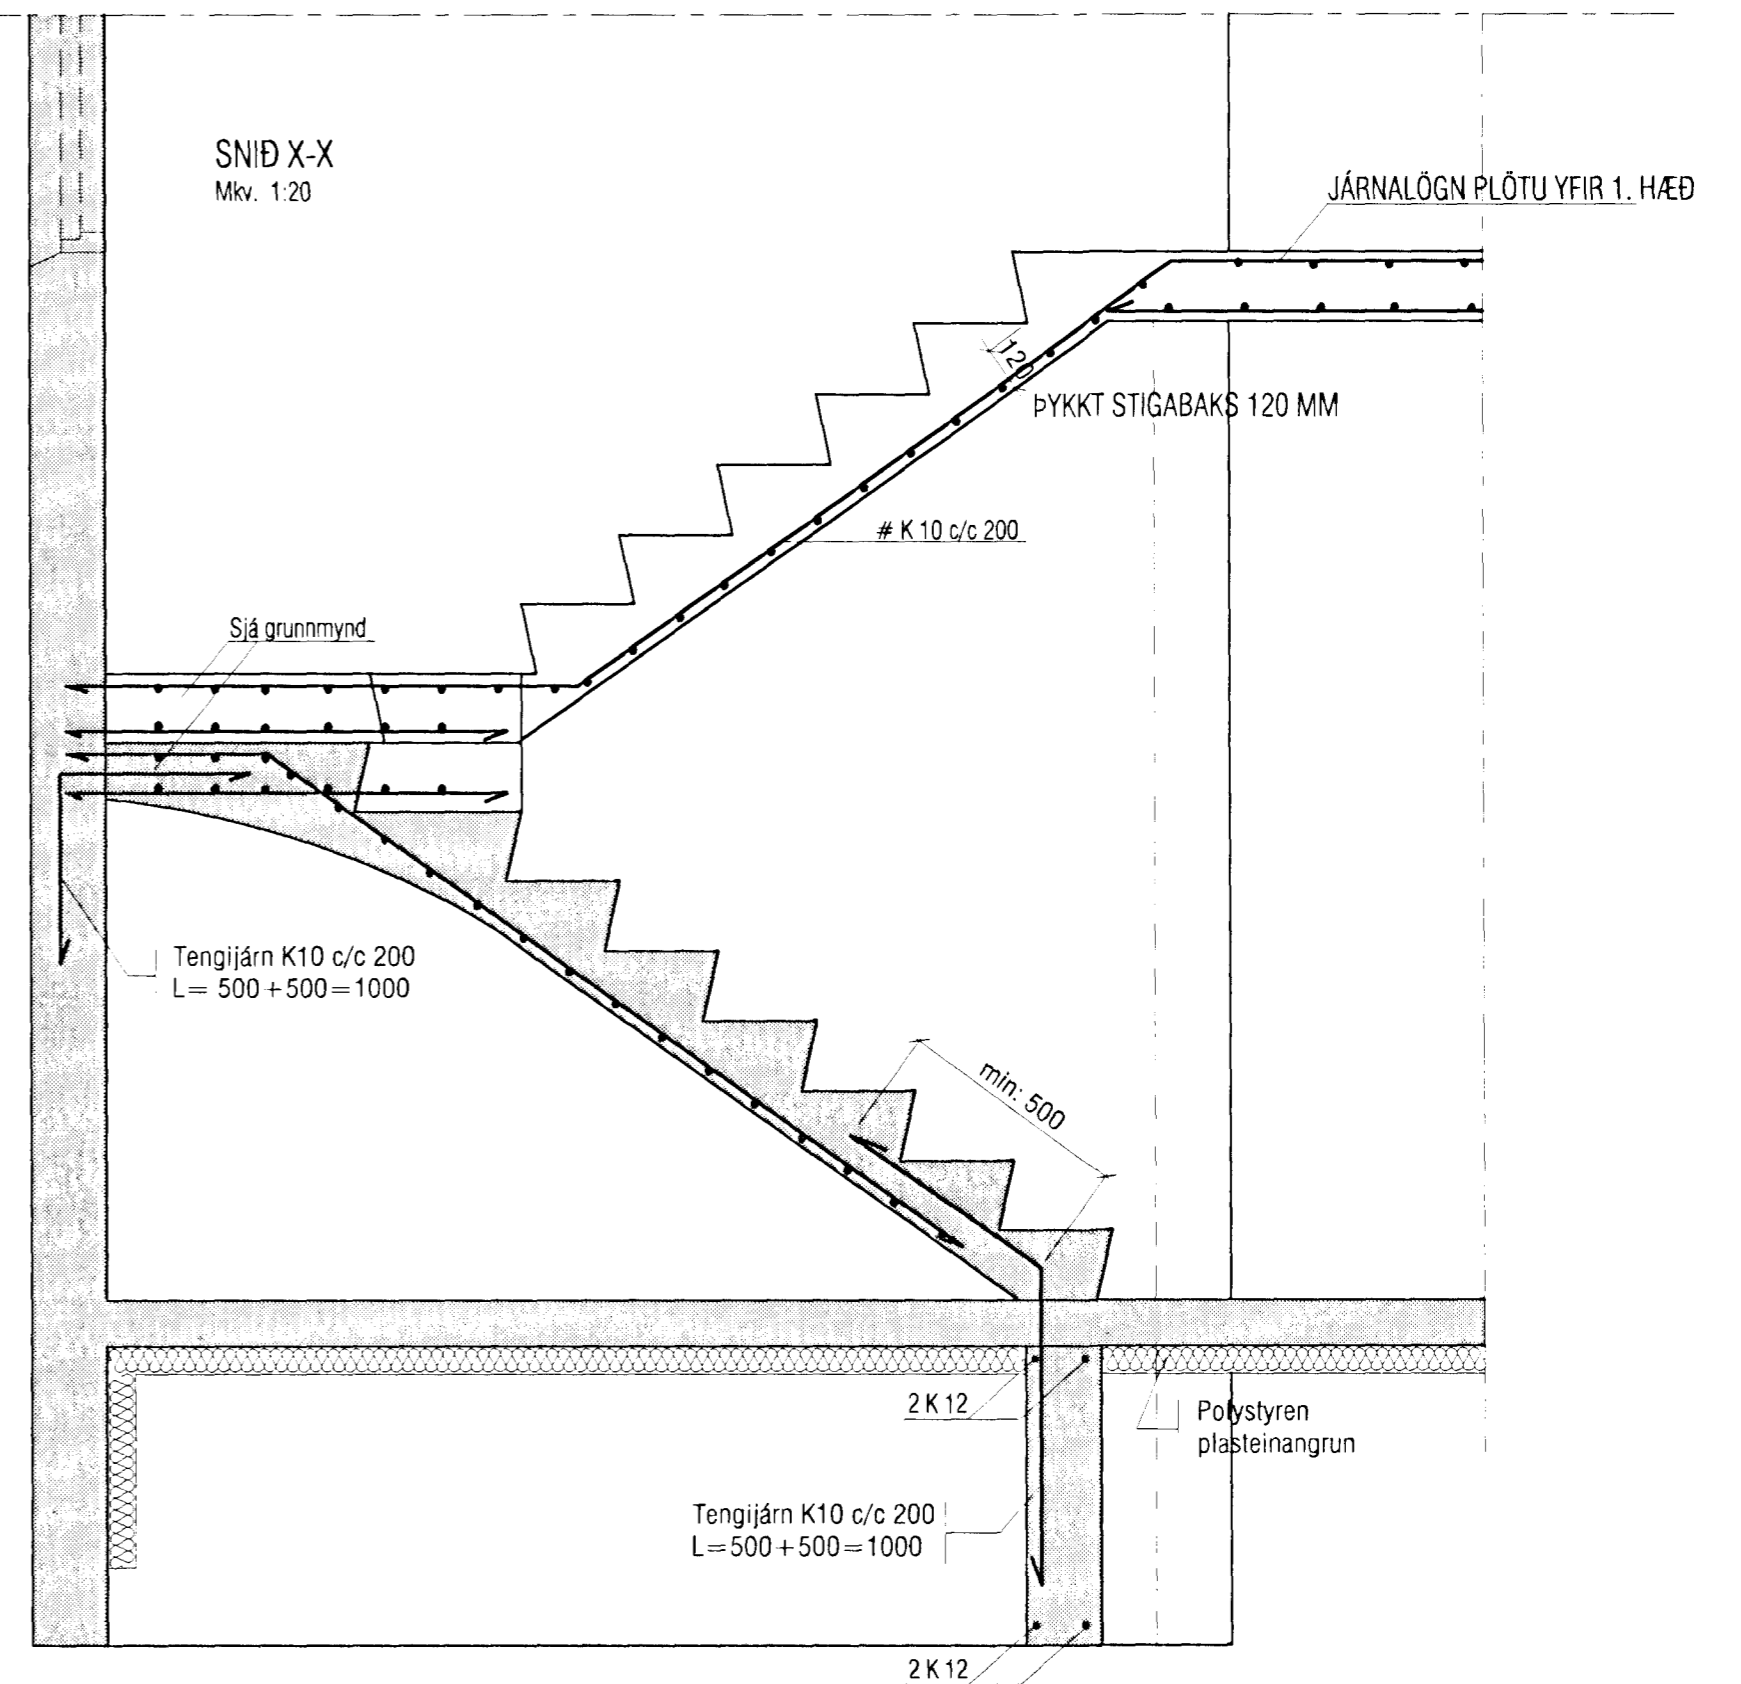 SNIÐ X-X
Mkv. 1:20
JÁRNALÖGN PLÖTU YFIR 1. HÆÐ
120
ÞYKKT STIGABAKS 120 MM
# K 10 c/c 200
Sjá grunnmynd
Tengijárn K10 c/c 200
L= 500+500=1000
min: 500
2 K 12
Polystyren
plasteinangrun
Tengijárn K10 c/c 200
L=500+500=1000
2 K 12